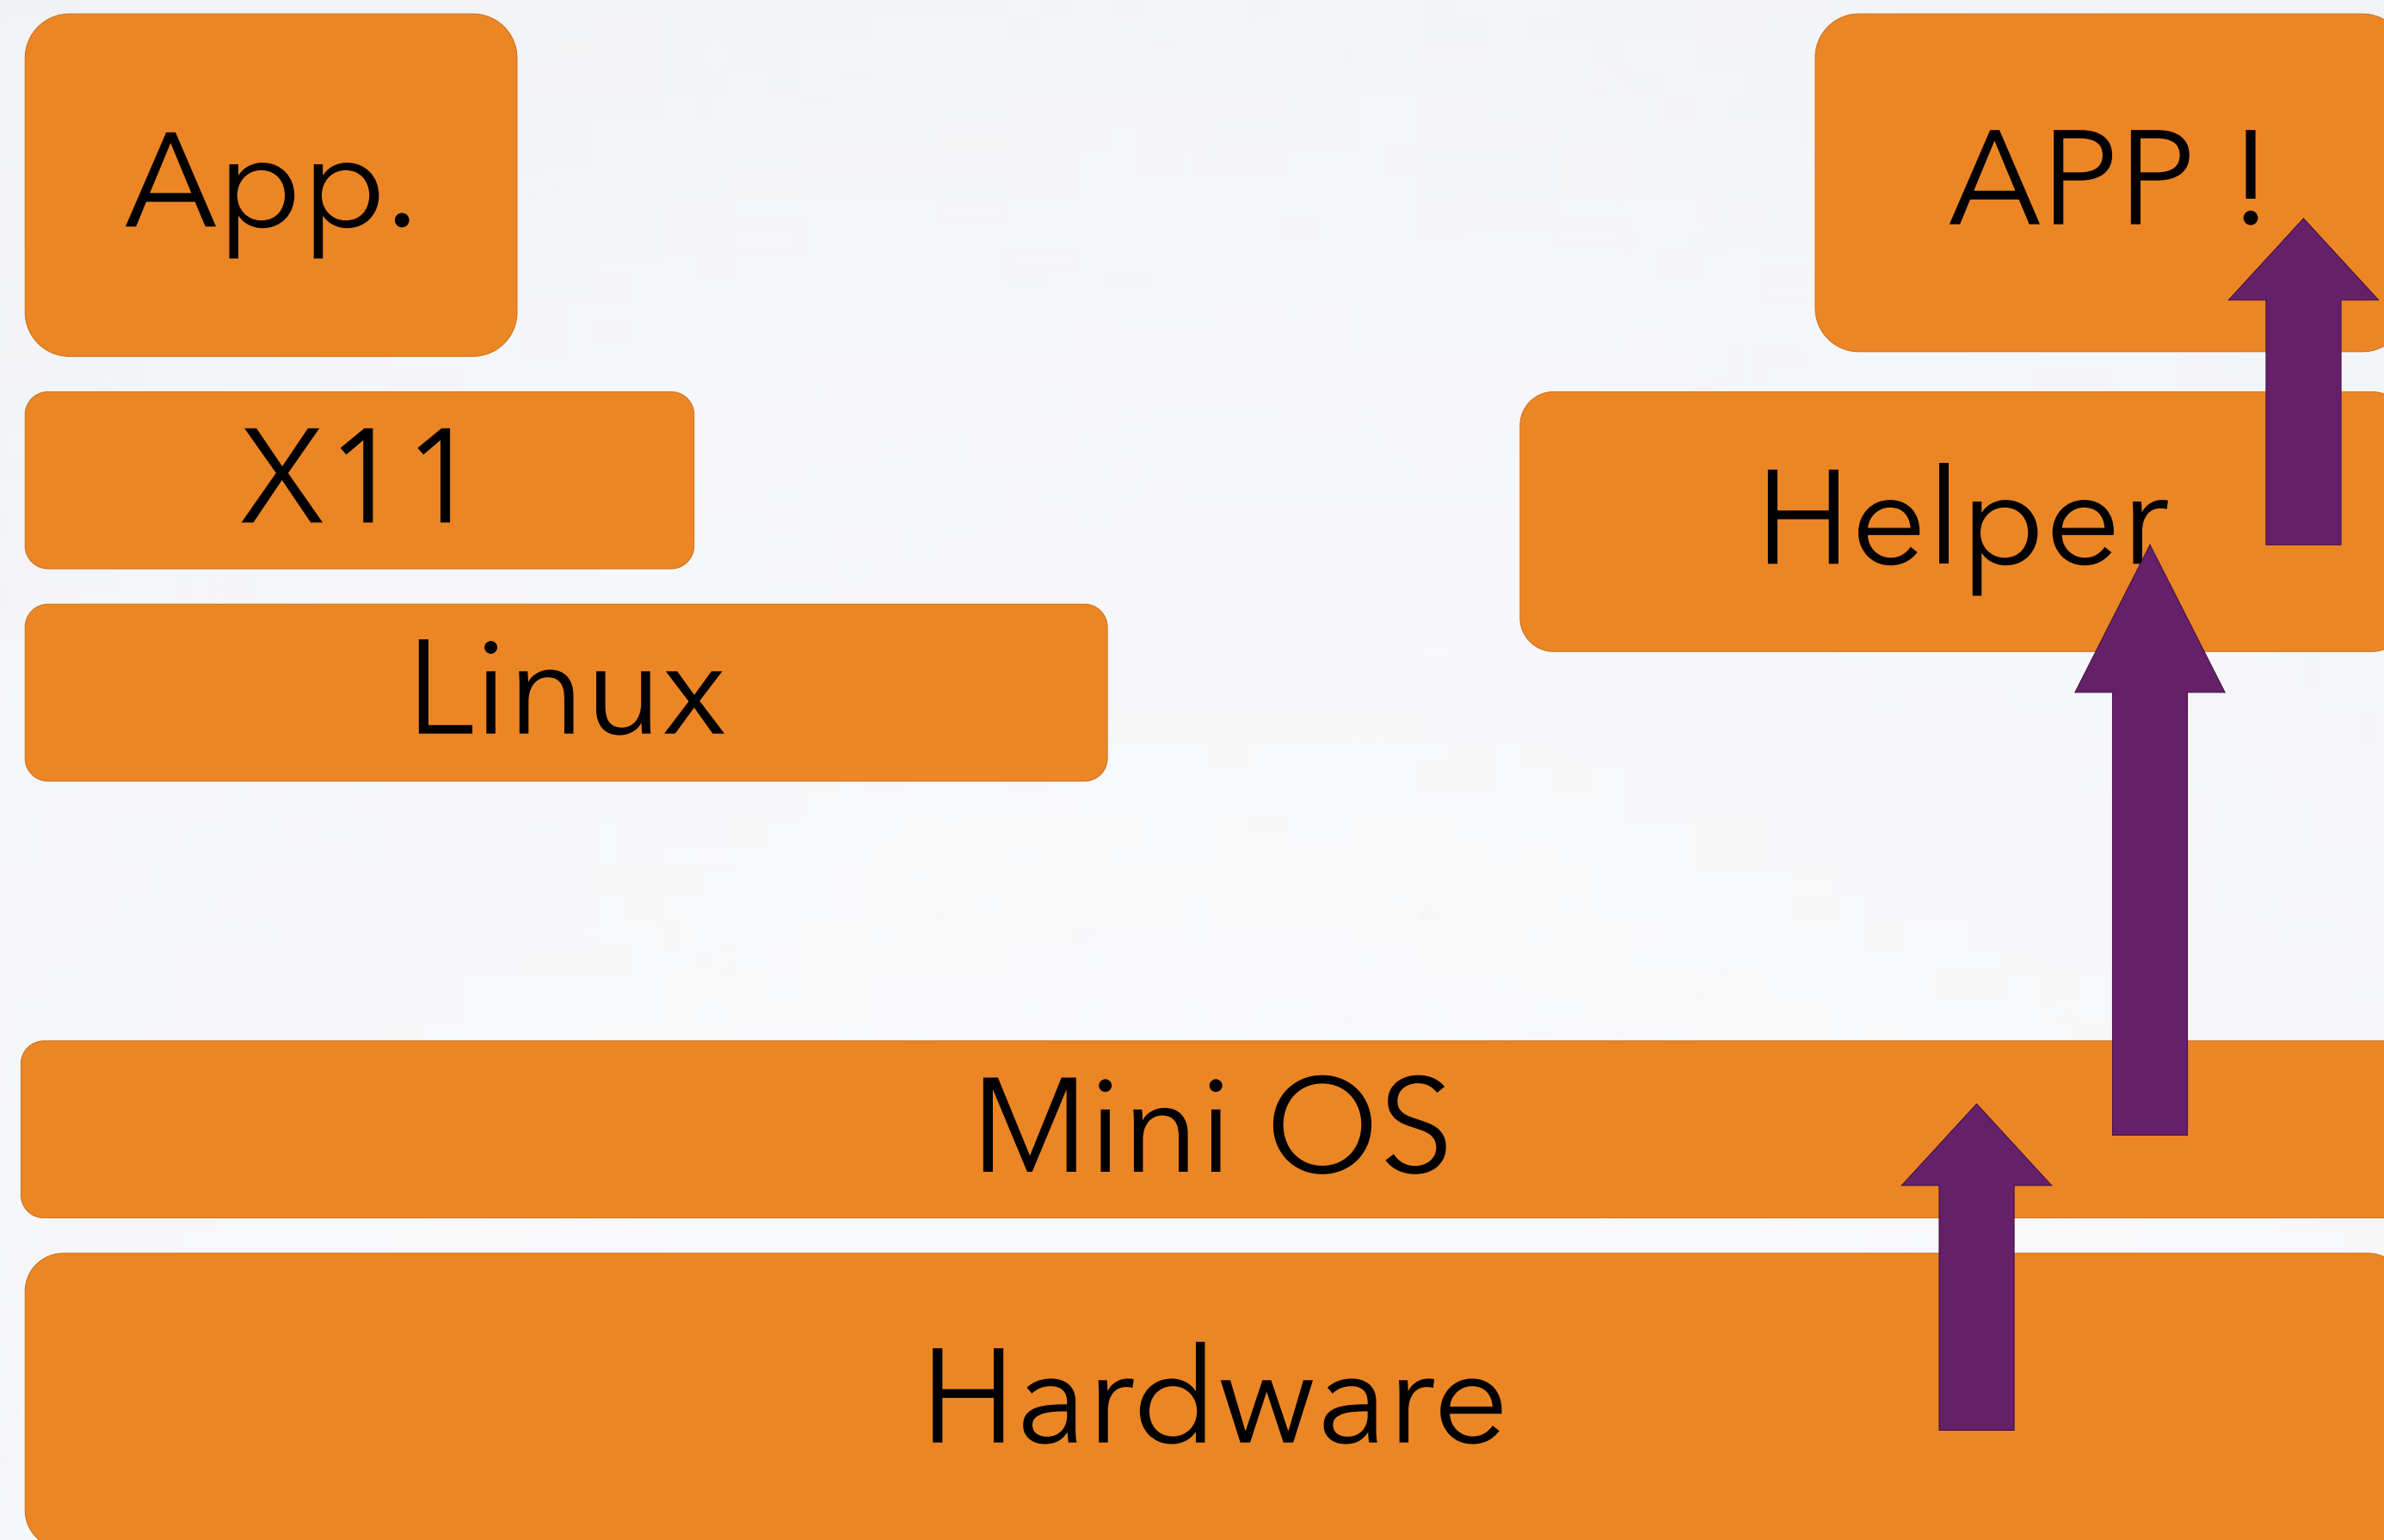 App.
APP !
X11
Helper
Linux
Mini OS
Hardware